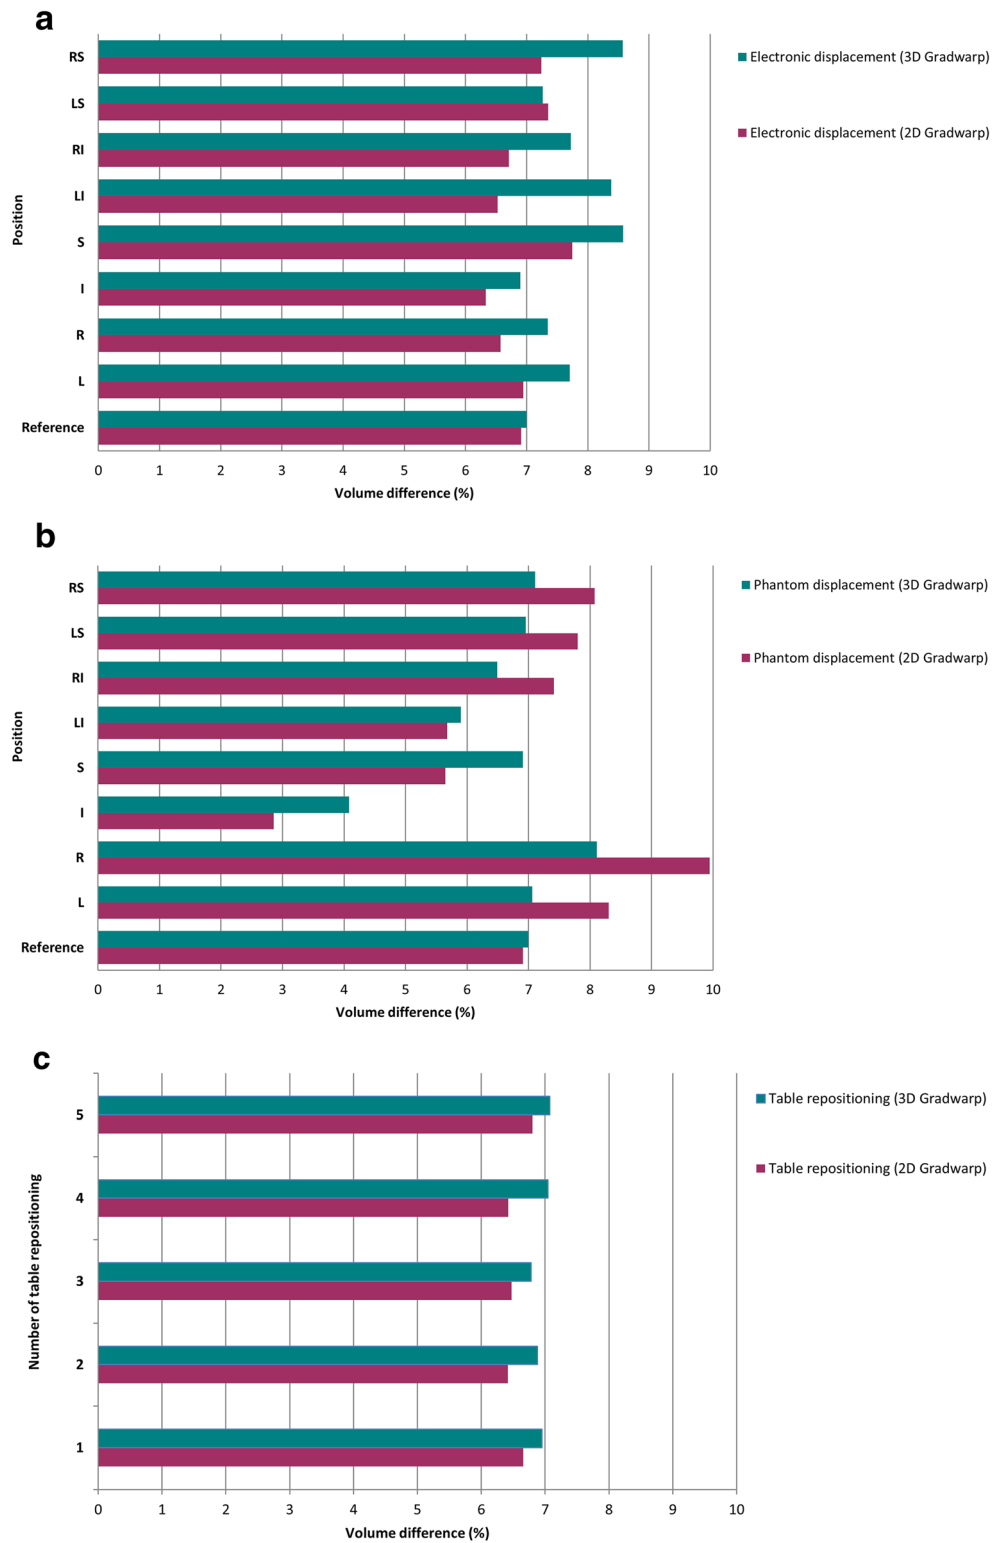 a
RS
LS
RI
LI
S
I
R
L
Reference
Position
0 1 2 3 4 5 6 7 8 9 10
Volume difference (%)
Electronic displacement (3D Gradwarp)
Electronic displacement (2D Gradwarp)
b
RS
LS
RI
LI
S
I
R
L
Reference
Position
0 1 2 3 4 5 6 7 8 9 10
Volume difference (%)
Phantom displacement (3D Gradwarp)
Phantom displacement (2D Gradwarp)
c
5
4
3
2
1
Number of table repositioning
0 1 2 3 4 5 6 7 8 9 10
Volume difference (%)
Table repositioning (3D Gradwarp)
Table repositioning (2D Gradwarp)